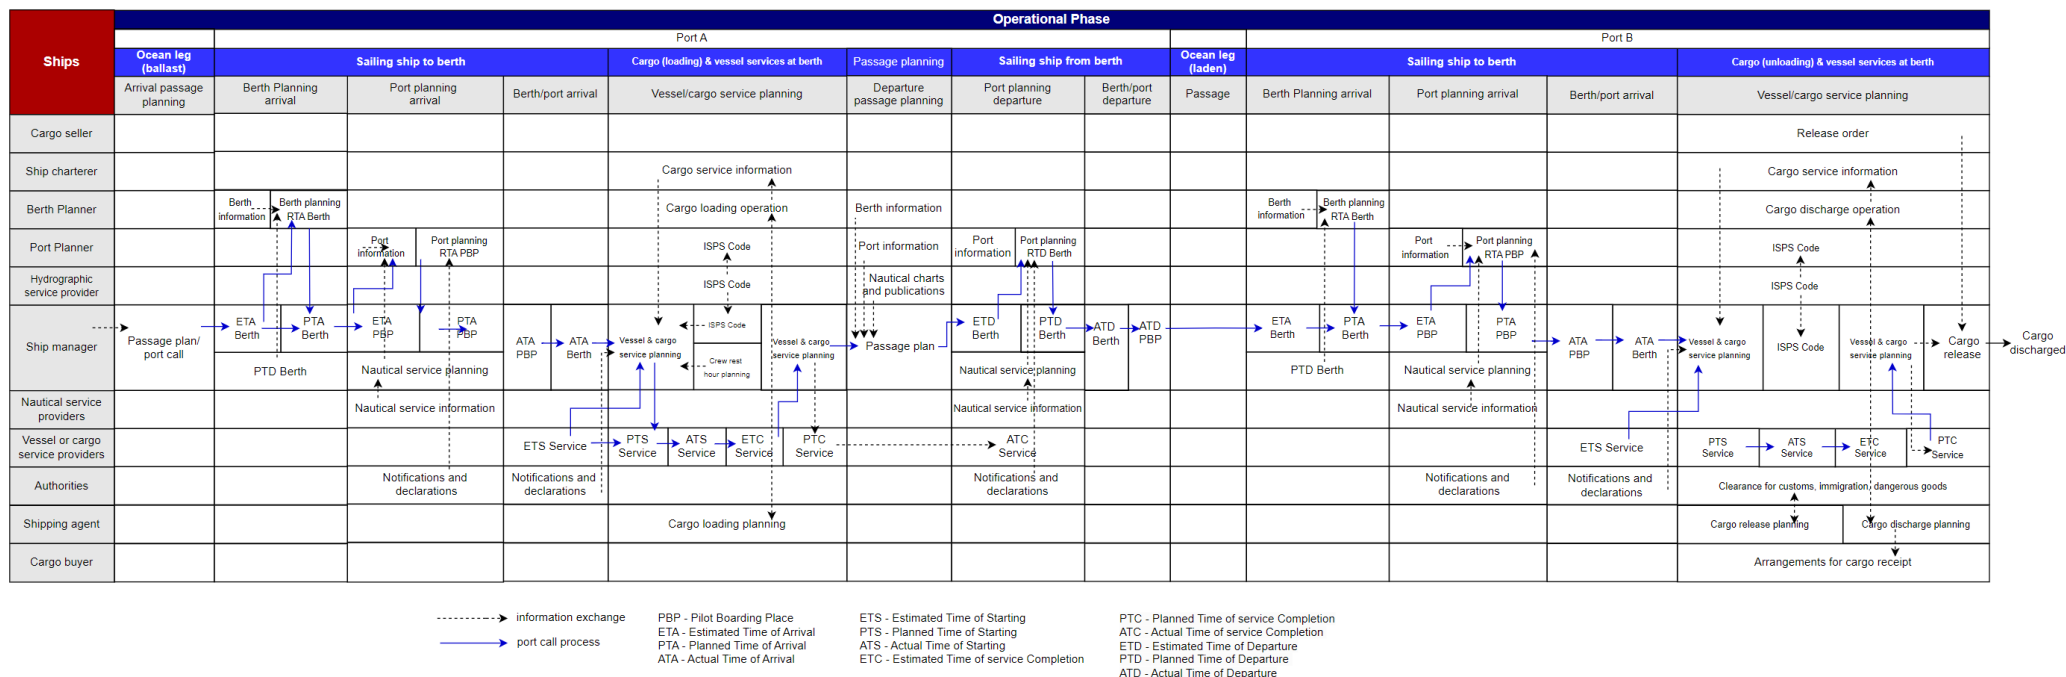 Operational Phase
Ships
Port A
Port B
Ocean leg
(ballast)
Sailing ship to berth
Cargo (loading) & vessel services at berth
Passage planning
Sailing ship from berth
Ocean leg
(laden)
Sailing ship to berth
Cargo (unloading) & vessel services at berth
Arrival passage
planning
Berth Planning
arrival
Port planning
arrival
Berth/port arrival
Vessel/cargo service planning
Departure
passage planning
Port planning
departure
Berth/port
departure
Passage
Berth Planning arrival
Port planning arrival
Berth/port arrival
Vessel/cargo service planning
Cargo seller
Release order
Ship charterer
Cargo service information
Cargo service information
Berth Planner
Berth
information
Berth planning
RTA Berth
Cargo loading operation
Berth information
Berth
information
Berth planning
RTA Berth
Cargo discharge operation
Port Planner
Port
information
Port planning
RTA PBP
ISPS Code
Port information
Port
information
Port planning
RTD Berth
Port
information
Port planning
RTA PBP
ISPS Code
Hydrographic
service provider
ISPS Code
Nautical charts
and publications
ISPS Code
Ship manager
Passage plan/
port call
ETA
Berth
PTA
Berth
PTD Berth
ETA
PBP
PTA
PBP
Nautical service planning
ATA
PBP
ATA
Berth
Vessel & cargo
service planning
ISPS Code
Crew rest
hour planning
Vessel & cargo
service planning
Passage plan
ETD
Berth
PTD
Berth
Nautical service planning
ATD
Berth
ATD
PBP
ETA
Berth
PTA
Berth
PTD Berth
ETA
PBP
PTA
PBP
Nautical service planning
ATA
PBP
ATA
Berth
Vessel & cargo
service planning
ISPS Code
Vessel & cargo
service planning
Cargo
release
Cargo
discharged
Nautical service
providers
Nautical service information
Nautical service information
Nautical service information
Vessel or cargo
service providers
ETS Service
PTS
Service
ATS
Service
ETC
Service
PTC
Service
ATC
Service
ETS Service
PTS
Service
ATS
Service
ETC
Service
PTC
Service
Authorities
Notifications and
declarations
Notifications and
declarations
Notifications and
declarations
Notifications and
declarations
Notifications and
declarations
Clearance for customs, immigration, dangerous goods
Shipping agent
Cargo loading planning
Cargo release planning
Cargo discharge planning
Cargo buyer
Arrangements for cargo receipt
information exchange
port call process
PBP - Pilot Boarding Place
ETA - Estimated Time of Arrival
PTA - Planned Time of Arrival
ATA - Actual Time of Arrival
ETS - Estimated Time of Starting
PTS - Planned Time of Starting
ATS - Actual Time of Starting
ETC - Estimated Time of service Completion
PTC - Planned Time of service Completion
ATC - Actual Time of service Completion
ETD - Estimated Time of Departure
PTD - Planned Time of Departure
ATD - Actual Time of Departure